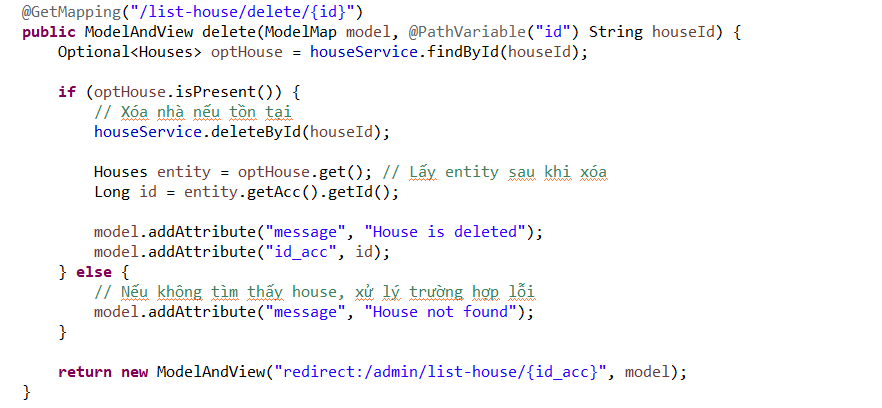 @GetMapping("/list-house/delete/{id}")
public ModelAndView delete(ModelMap model, @PathVariable("id") String houseId) {
    Optional<Houses> optHouse = houseService.findById(houseId);

    if (optHouse.isPresent()) {
        // Xóa nhà nếu tồn tại
        houseService.deleteById(houseId);

        Houses entity = optHouse.get(); // Lấy entity sau khi xóa
        Long id = entity.getAcc().getId();

        model.addAttribute("message", "House is deleted");
        model.addAttribute("id_acc", id);
    } else {
        // Nếu không tìm thấy house, xử lý trường hợp lỗi
        model.addAttribute("message", "House not found");
    }

    return new ModelAndView("redirect:/admin/list-house/{id_acc}", model);
}